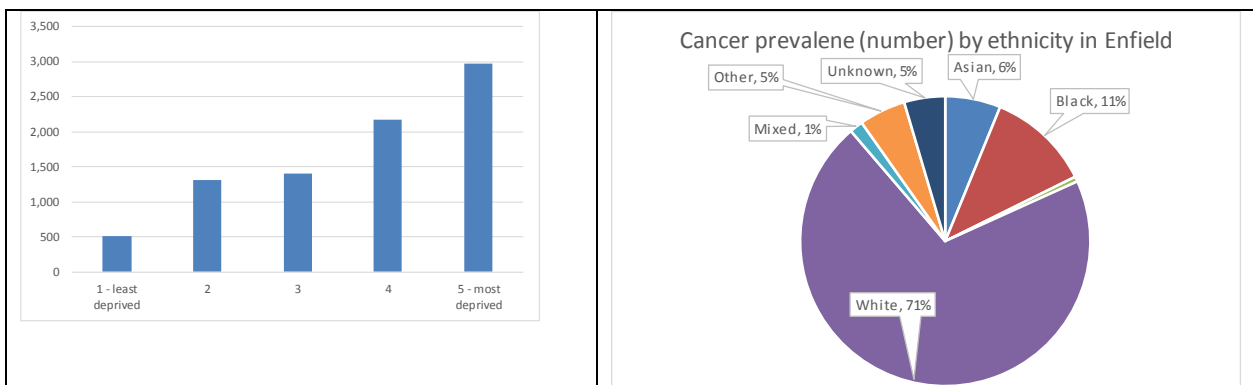 3,500
3,000
2,500
2,000
1,500
1,000
500
0
1 - least
deprived
2
3
4
5 - most
deprived
Cancer prevalene (number) by ethnicity in Enfield
Unknown, 5%
Asian, 6%
Other, 5%
Black, 11%
Mixed, 1%
White, 71%